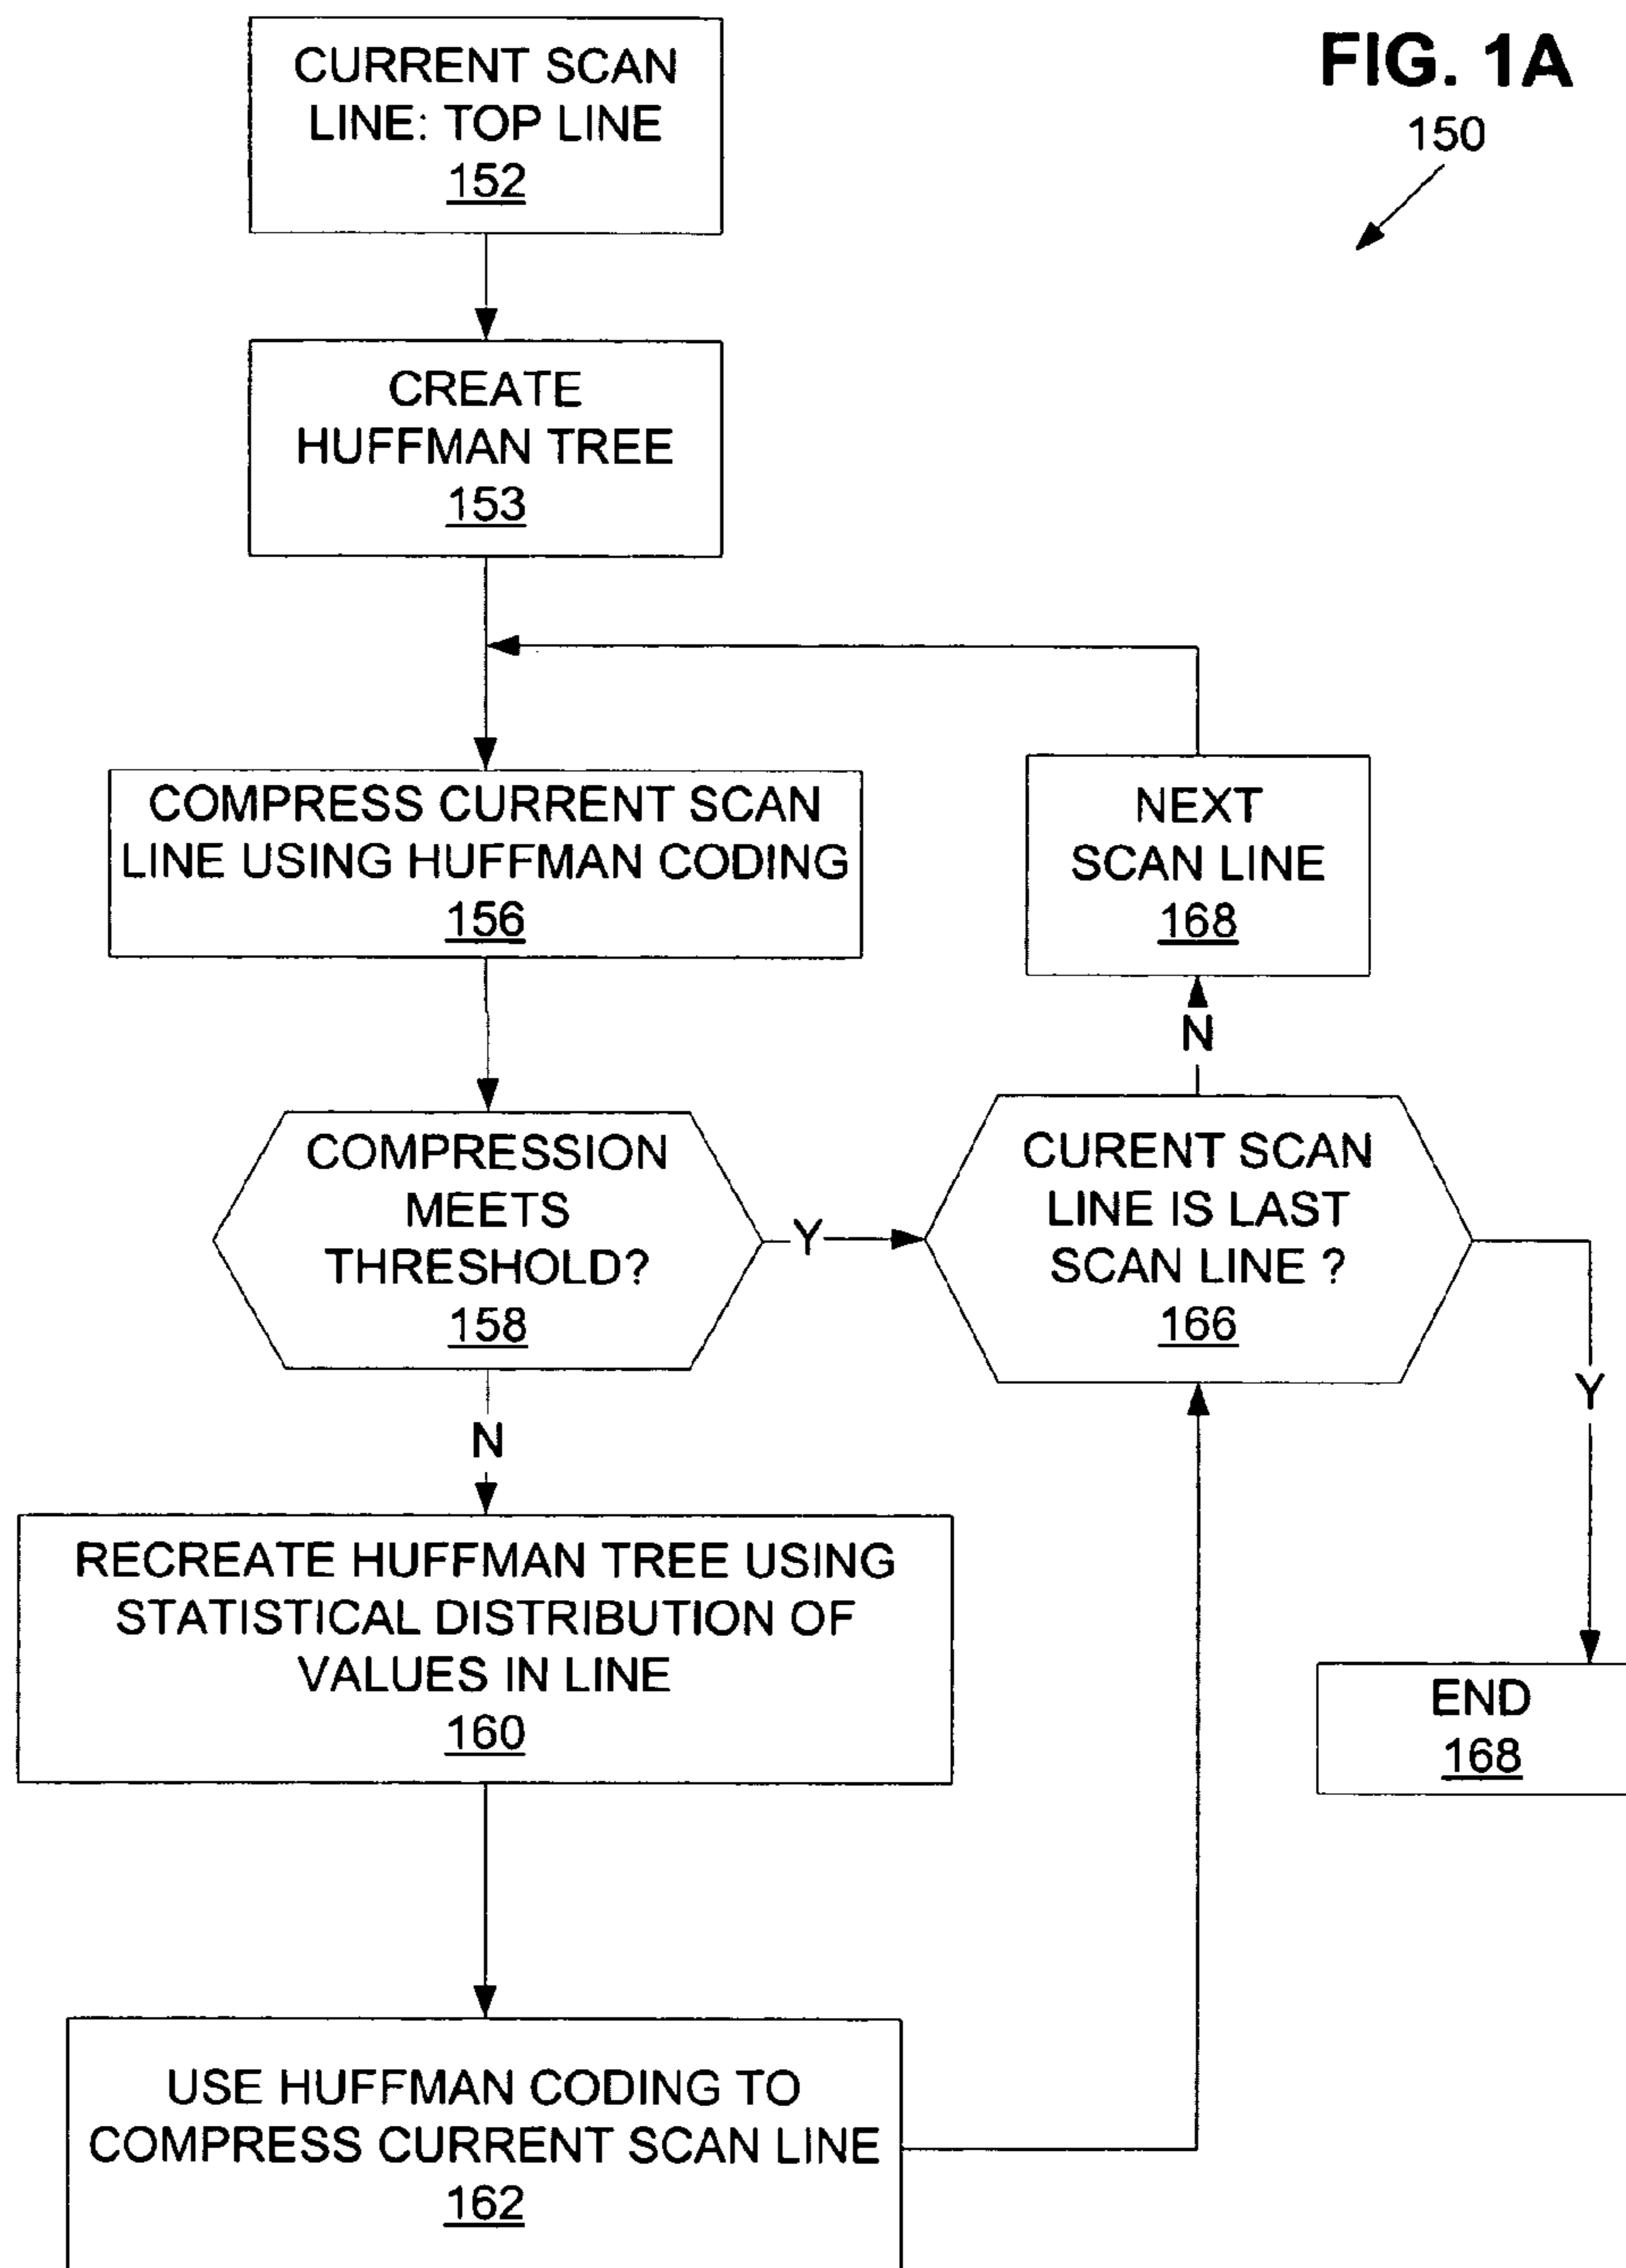 FIG. 1A
150
CURRENT SCAN
LINE: TOP LINE
152
CREATE
HUFFMAN TREE
153
COMPRESS CURRENT SCAN
LINE USING HUFFMAN CODING
156
NEXT
SCAN LINE
168
N
COMPRESSION
MEETS
THRESHOLD?
158
Y
CURENT SCAN
LINE IS LAST
SCAN LINE ?
166
Y
N
RECREATE HUFFMAN TREE USING
STATISTICAL DISTRIBUTION OF
VALUES IN LINE
160
END
168
USE HUFFMAN CODING TO
COMPRESS CURRENT SCAN LINE
162